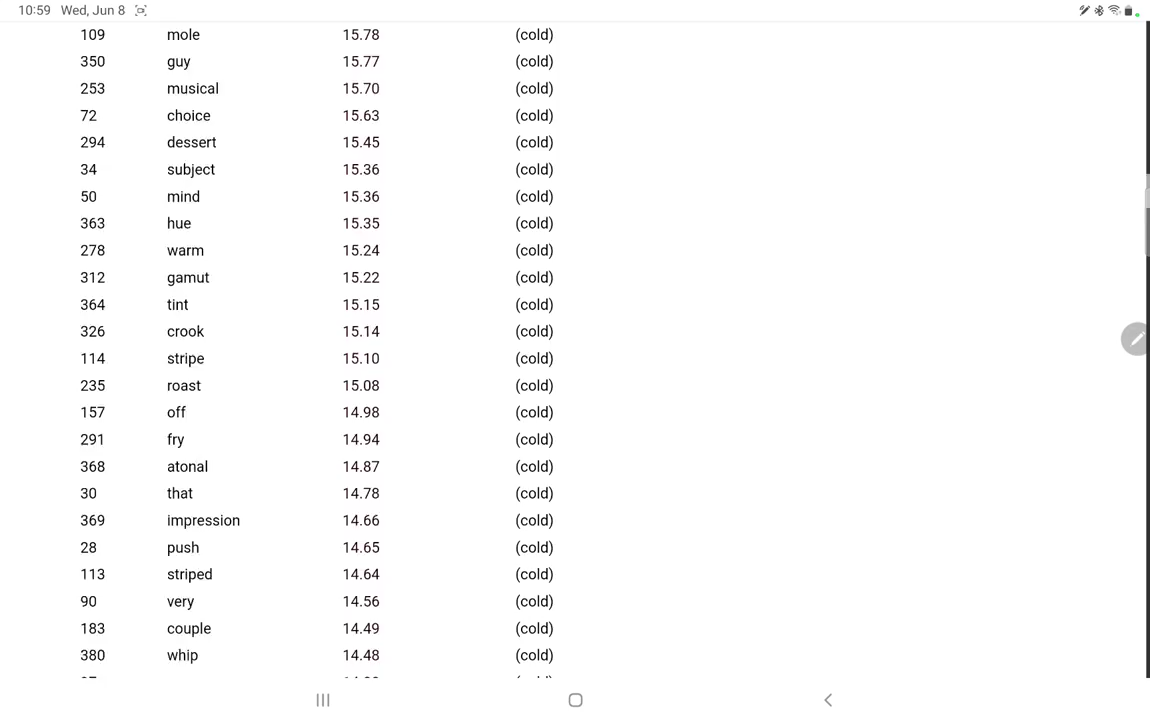 10:59 Wed, Jun 8
109 mole 15.78 (cold)
350 guy 15.77 (cold)
253 musical 15.70 (cold)
72 choice 15.63 (cold)
294 dessert 15.45 (cold)
34 subject 15.36 (cold)
50 mind 15.36 (cold)
363 hue 15.35 (cold)
278 warm 15.24 (cold)
312 gamut 15.22 (cold)
364 tint 15.15 (cold)
326 crook 15.14 (cold)
114 stripe 15.10 (cold)
235 roast 15.08 (cold)
157 off 14.98 (cold)
291 fry 14.94 (cold)
368 atonal 14.87 (cold)
30 that 14.78 (cold)
369 impression 14.66 (cold)
28 push 14.65 (cold)
113 striped 14.64 (cold)
90 very 14.56 (cold)
183 couple 14.49 (cold)
380 whip 14.48 (cold)